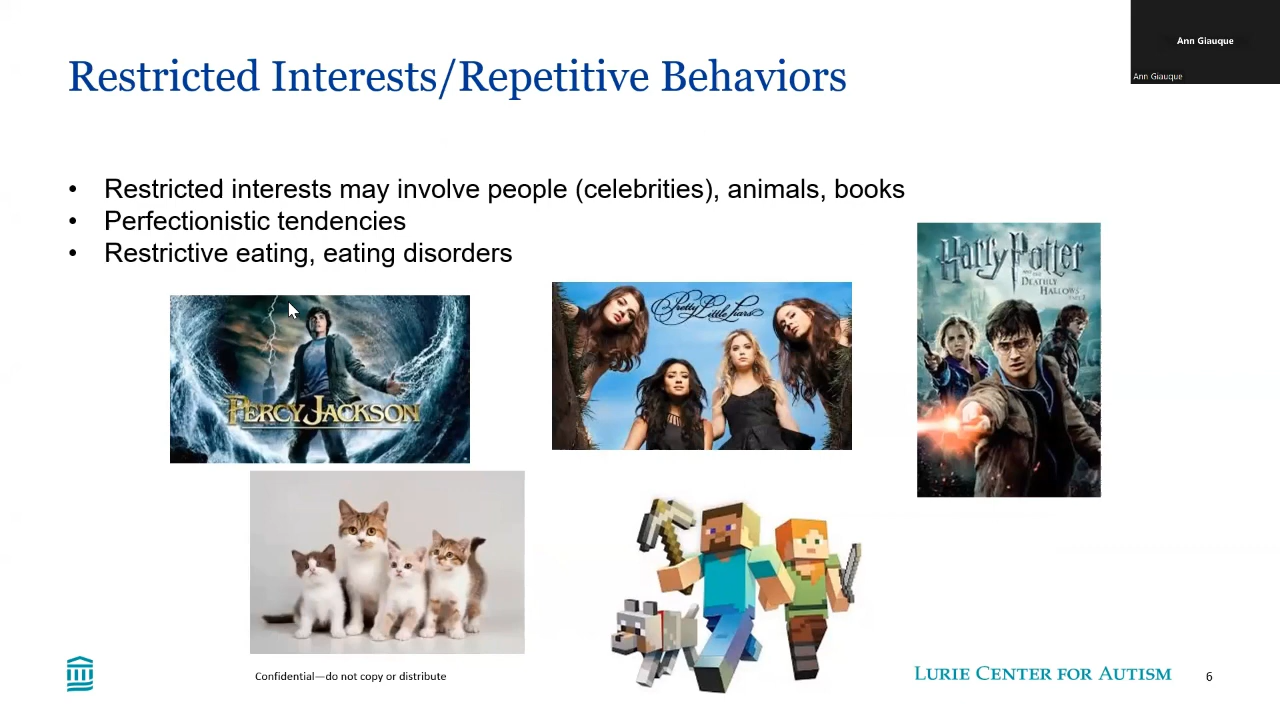 Ann Giauque
Ann Giauque
Restricted Interests/Repetitive Behaviors
• Restricted interests may involve people (celebrities), animals, books
• Perfectionistic tendencies
• Restrictive eating, eating disorders
PERCY JACKSON
Pretty Little Liars
Harry Potter
AND THE
DEATHLY
HALLOWS
Confidential—do not copy or distribute
LURIE CENTER FOR AUTISM
6